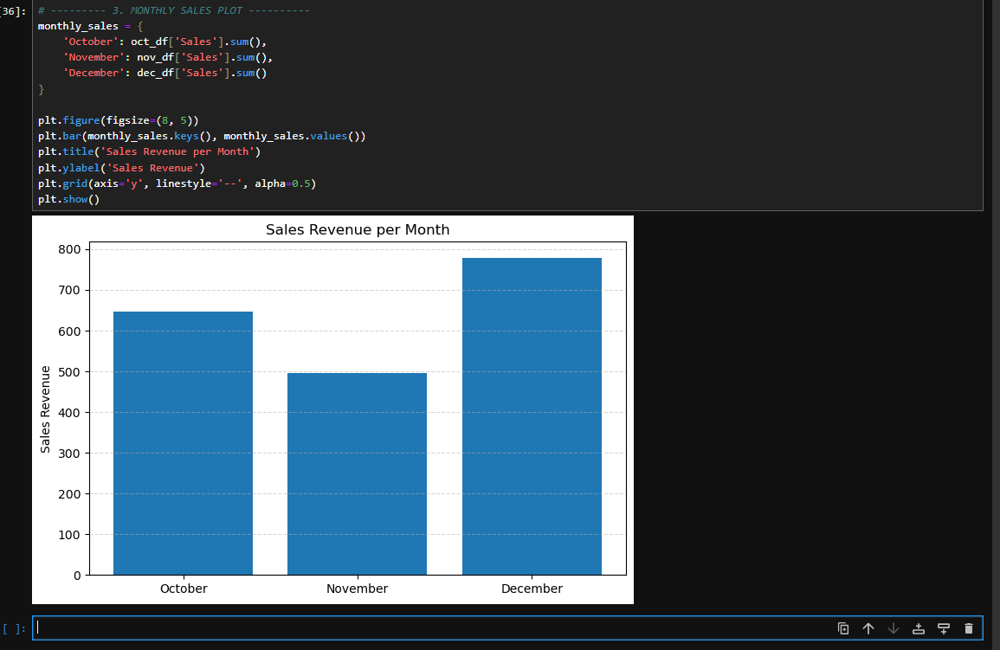 [36]: # --------- 3. MONTHLY SALES PLOT ----------
monthly_sales = {
    'October': oct_df['Sales'].sum(),
    'November': nov_df['Sales'].sum(),
    'December': dec_df['Sales'].sum()
}
plt.figure(figsize=(8, 5))
plt.bar(monthly_sales.keys(), monthly_sales.values())
plt.title('Sales Revenue per Month')
plt.ylabel('Sales Revenue')
plt.grid(axis='y', linestyle='--', alpha=0.5)
plt.show()
Sales Revenue per Month
Sales Revenue
800
700
600
500
400
300
200
100
0
October November December
[ ]: